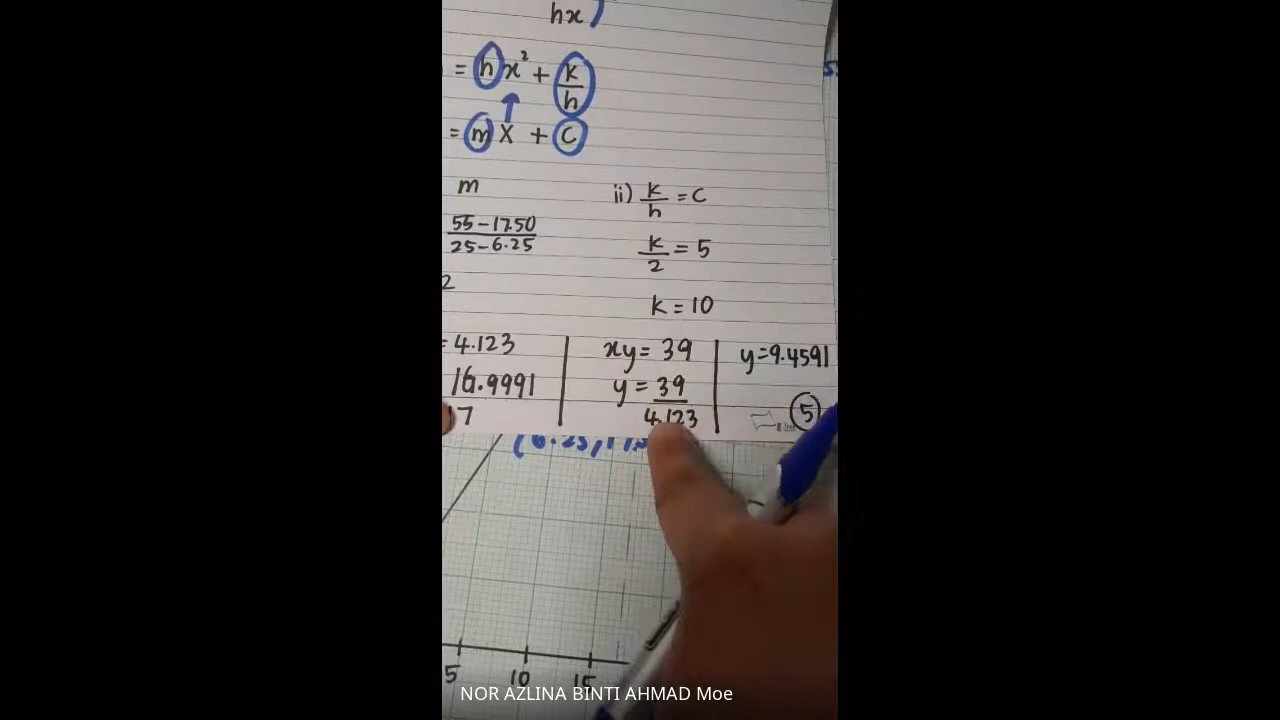 hx
= h x² + k/h
= m X + C
m
55 - 17.50
25 - 6.25
2
ii) k/h = C
k/2 = 5
k = 10
= 4.123
16.9991
17
xy = 39
y = 39
4.123
y = 9.4591
5
5 10 15
NOR AZLINA BINTI AHMAD Moe